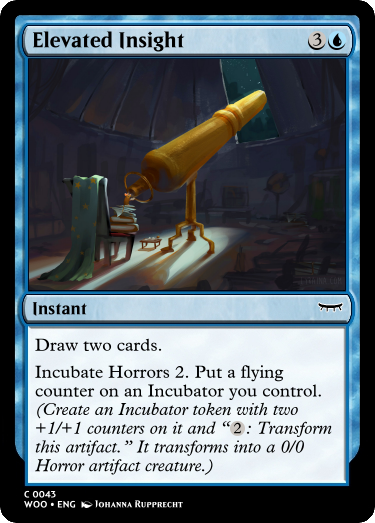 Elevated Insight 3
Instant
Draw two cards.
Incubate Horrors 2. Put a flying
counter on an Incubator you control.
(Create an Incubator token with two
+1/+1 counters on it and “2: Transform
this artifact.” It transforms into a 0/0
Horror artifact creature.)
C 0043
WOO • ENG Johanna Rupprecht